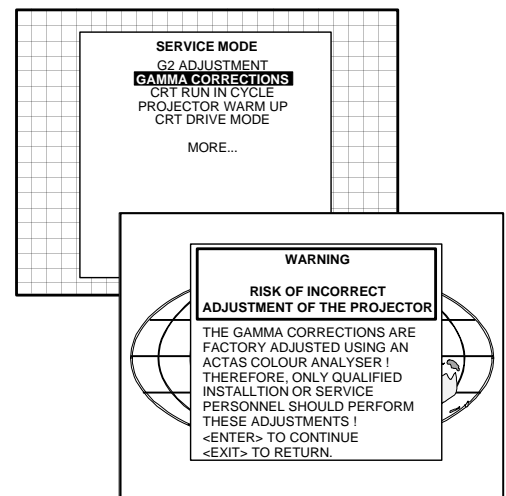 SERVICE MODE
G2 ADJUSTMENT
GAMMA CORRECTIONS
CRT RUN IN CYCLE
PROJECTOR WARM UP
CRT DRIVE MODE
MORE...
WARNING
RISK OF INCORRECT
ADJUSTMENT OF THE PROJECTOR
THE GAMMA CORRECTIONS ARE
FACTORY ADJUSTED USING AN
ACTAS COLOUR ANALYSER !
THEREFORE, ONLY QUALIFIED
INSTALLTION OR SERVICE
PERSONNEL SHOULD PERFORM
THESE ADJUSTMENTS !
<ENTER> TO CONTINUE
<EXIT> TO RETURN.